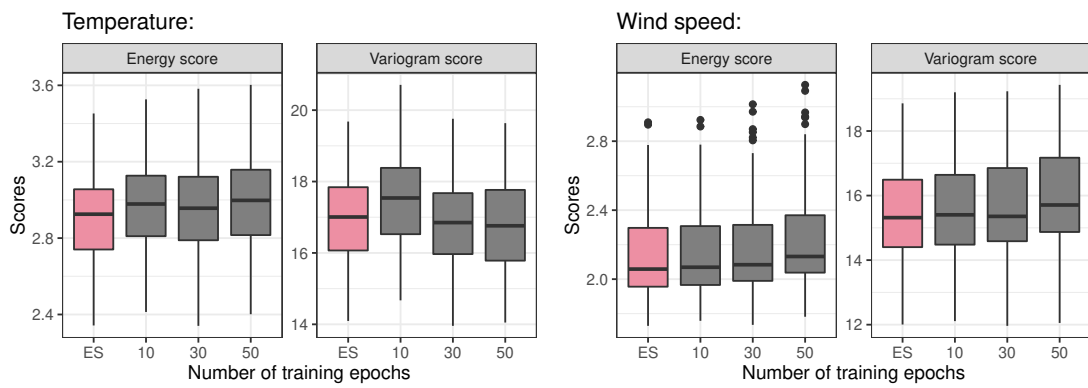 Temperature:
Energy score
Variogram score
Scores
3.6
3.2
2.8
2.4
20
18
16
14
ES 10 30 50
ES 10 30 50
Number of training epochs
Wind speed:
Energy score
Variogram score
Scores
2.8
2.4
2.0
18
16
14
12
ES 10 30 50
ES 10 30 50
Number of training epochs